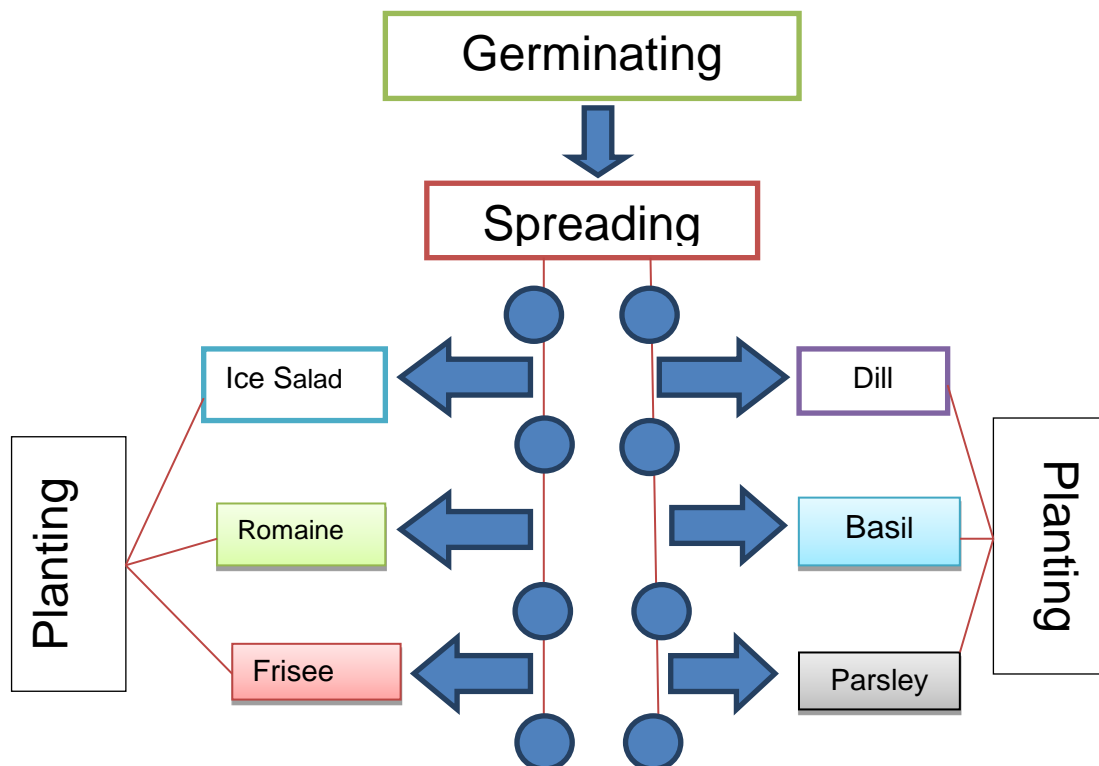 Germinating
Spreading
Ice Salad
Dill
Planting
Planting
Romaine
Basil
Frisee
Parsley